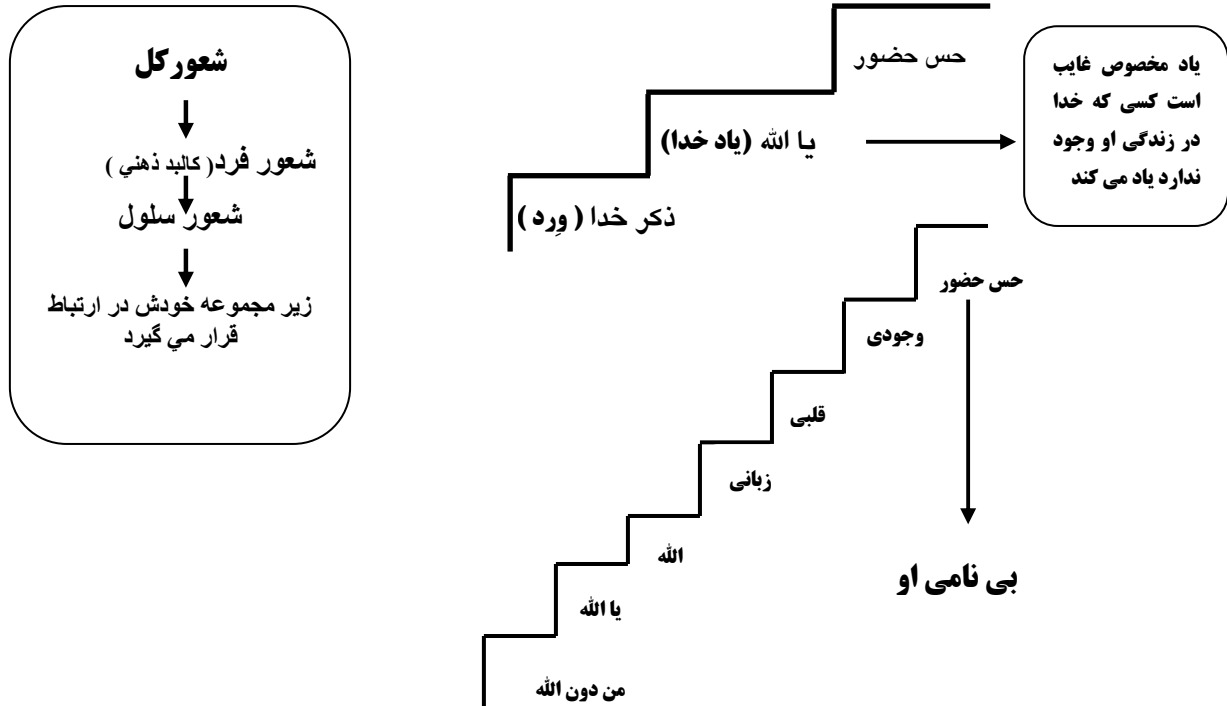 شعور کل
شعور فرد ( کالبد ذهني )
شعور سلول
زیر مجموعه خودش در ارتباط
قرار مي گیرد
حس حضور
یا الله (یاد خدا)
ذکر خدا ( وِرد )
یاد مخصوص غایب
است کسی که خدا
در زندگی او وجود
ندارد یاد می کند
حس حضور
وجودی
قلبی
زبانی
الله
یا الله
من دون الله
بی نامی او